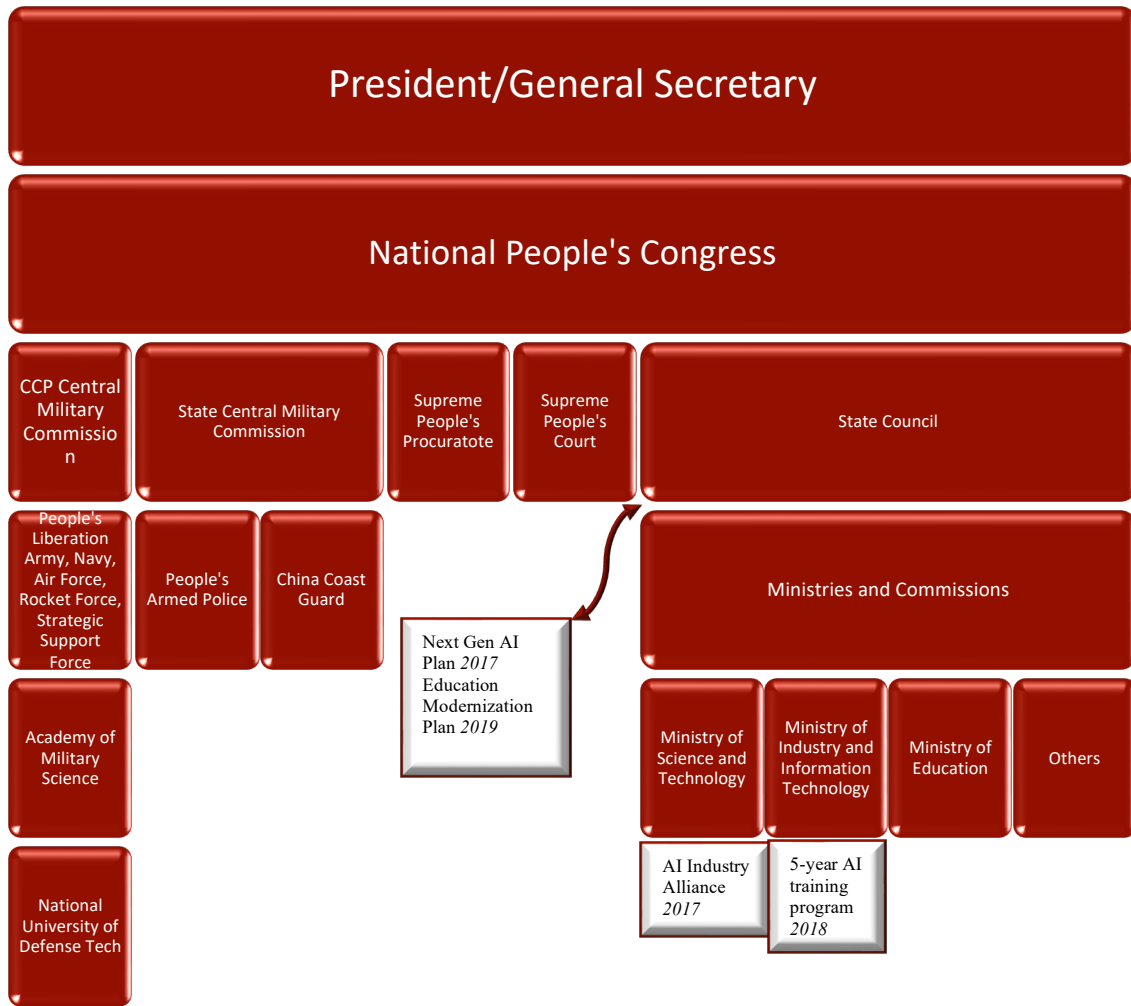 President/General Secretary
National People's Congress
CCP Central
Military
Commissio
n
State Central Military
Commission
Supreme
People's
Procuratote
Supreme
People's
Court
State Council
People's
Liberation
Army, Navy,
Air Force,
Rocket Force,
Strategic
Support
Force
People's
Armed Police
China Coast
Guard
Ministries and Commissions
Next Gen AI
Plan 2017
Education
Modernization
Plan 2019
Academy of
Military
Science
Ministry of
Science and
Technology
Ministry of
Industry and
Information
Technology
Ministry of
Education
Others
National
University of
Defense Tech
AI Industry
Alliance
2017
5-year AI
training
program
2018